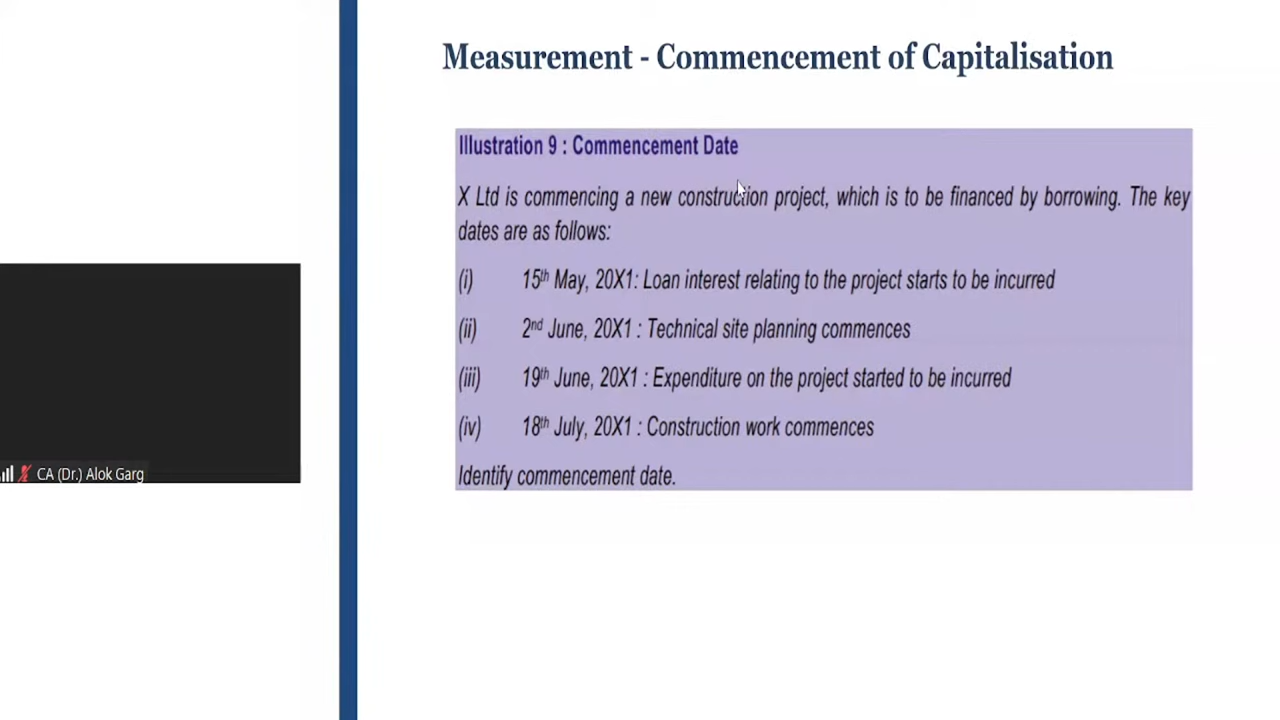 Measurement - Commencement of Capitalisation
Illustration 9 : Commencement Date
X Ltd is commencing a new construction project, which is to be financed by borrowing. The key
dates are as follows:
(i) 15th May, 20X1: Loan interest relating to the project starts to be incurred
(ii) 2nd June, 20X1 : Technical site planning commences
(iii) 19th June, 20X1 : Expenditure on the project started to be incurred
(iv) 18th July, 20X1 : Construction work commences
Identify commencement date.
CA (Dr.) Alok Garg